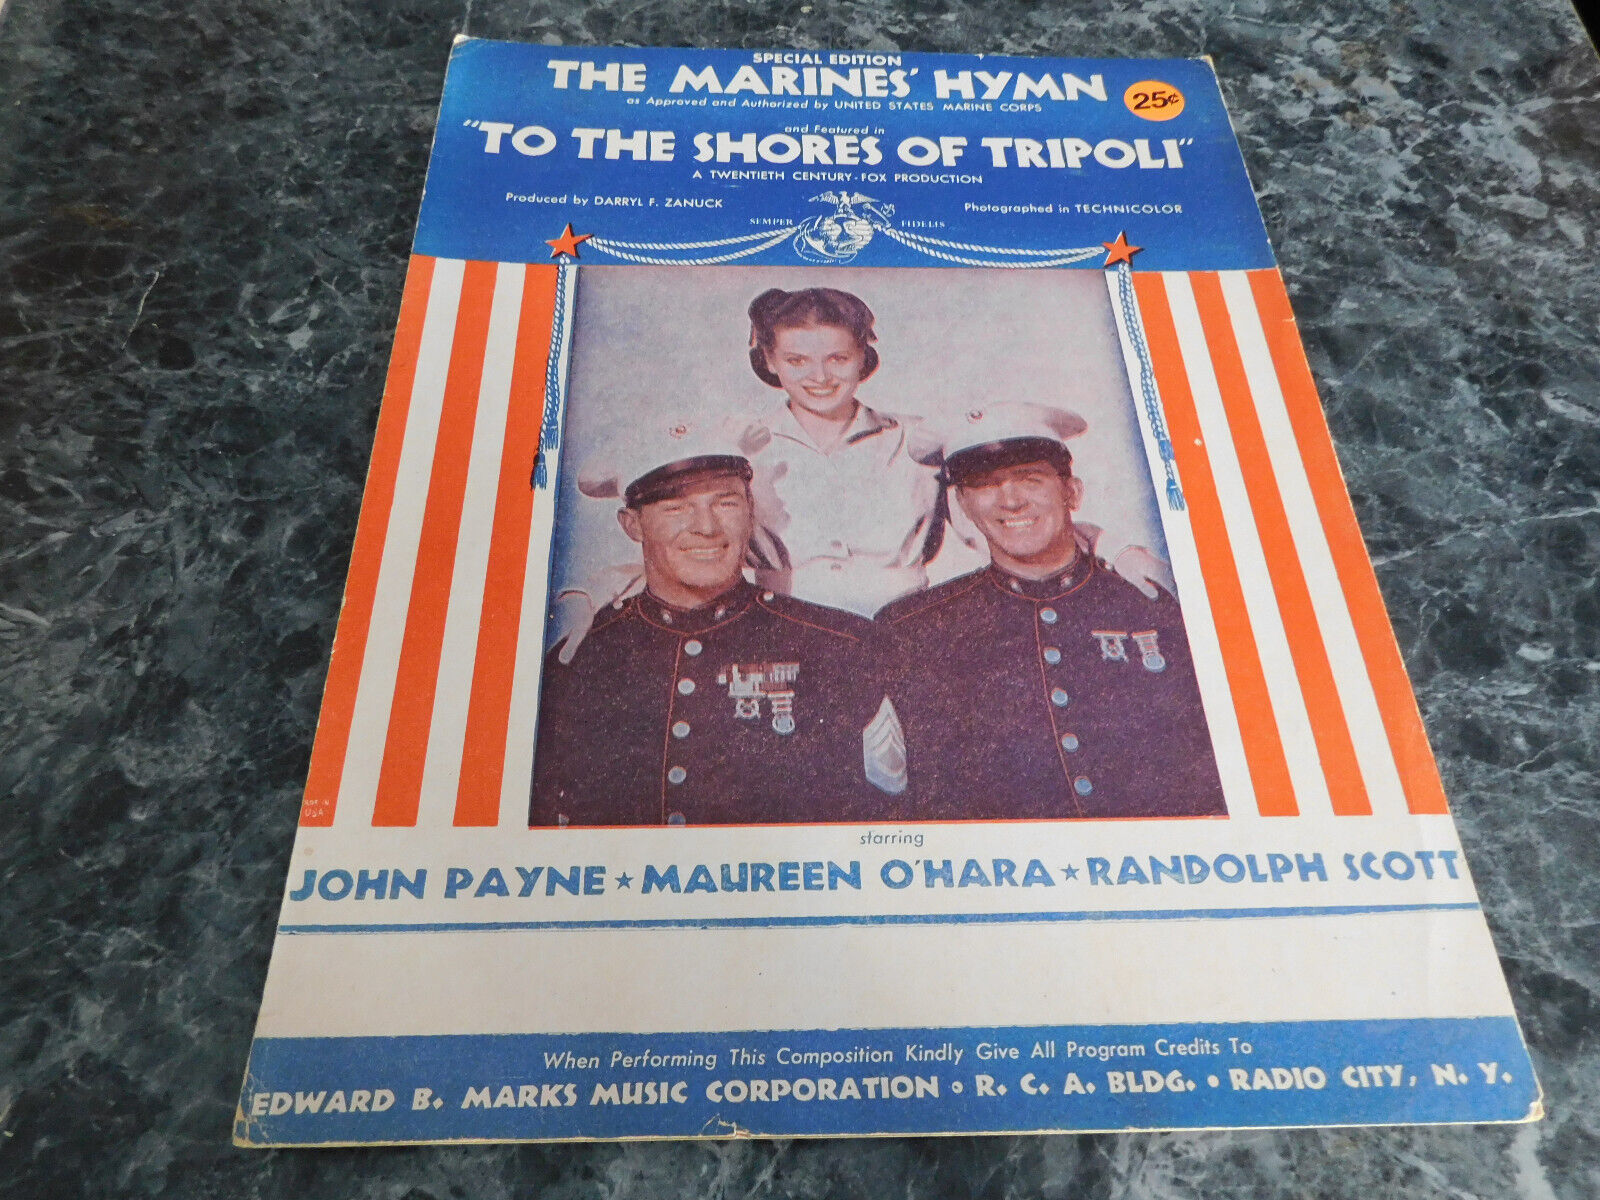 SPECIAL EDITION
THE MARINES' HYMN
as Approved and Authorized by UNITED STATES MARINE CORPS
25¢
and Featured in
"TO THE SHORES OF TRIPOLI"
A TWENTIETH CENTURY-FOX PRODUCTION
Produced by DARRYL F. ZANUCK
Photographed in TECHNICOLOR
SEMPER FIDELIS
MADE IN
USA
starring
JOHN PAYNE ★ MAUREEN O'HARA ★ RANDOLPH SCOTT
When Performing This Composition Kindly Give All Program Credits To
EDWARD B. MARKS MUSIC CORPORATION • R. C. A. BLDG. • RADIO CITY, N. Y.